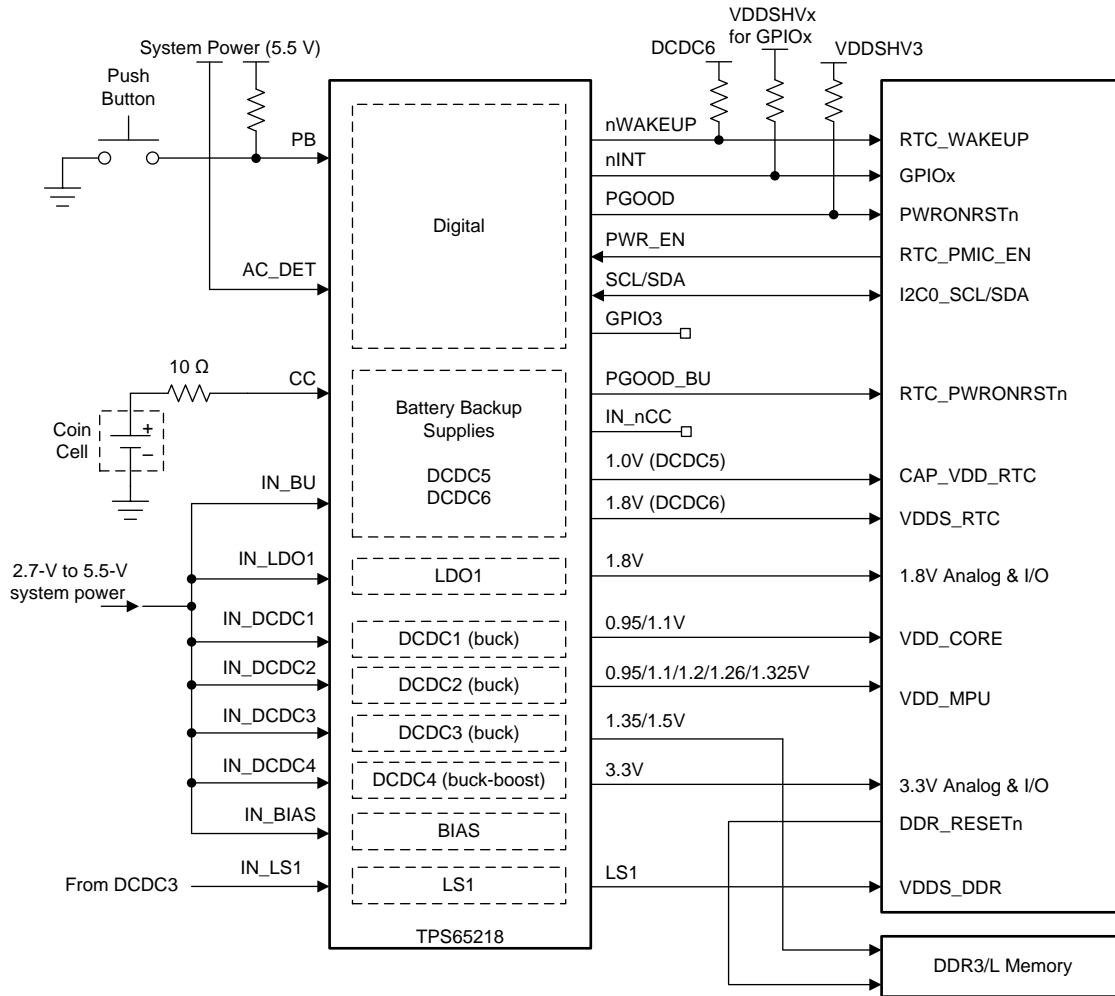 System Power (5.5 V)
Push
Button
PB
AC_DET
10 Ω
CC
Coin
Cell
+
−
IN_BU
2.7-V to 5.5-V
system power
IN_LDO1
IN_DCDC1
IN_DCDC2
IN_DCDC3
IN_DCDC4
IN_BIAS
From DCDC3
IN_LS1
Digital
Battery Backup
Supplies
DCDC5
DCDC6
LDO1
DCDC1 (buck)
DCDC2 (buck)
DCDC3 (buck)
DCDC4 (buck-boost)
BIAS
LS1
TPS65218
DCDC6
VDDSHVx
for GPIOx
VDDSHV3
nWAKEUP
nINT
PGOOD
PWR_EN
SCL/SDA
GPIO3
PGOOD_BU
IN_nCC
1.0V (DCDC5)
1.8V (DCDC6)
1.8V
0.95/1.1V
0.95/1.1/1.2/1.26/1.325V
1.35/1.5V
3.3V
LS1
RTC_WAKEUP
GPIOx
PWRONRSTn
RTC_PMIC_EN
I2C0_SCL/SDA
RTC_PWRONRSTn
CAP_VDD_RTC
VDDS_RTC
1.8V Analog & I/O
VDD_CORE
VDD_MPU
3.3V Analog & I/O
DDR_RESETn
VDDS_DDR
DDR3/L Memory